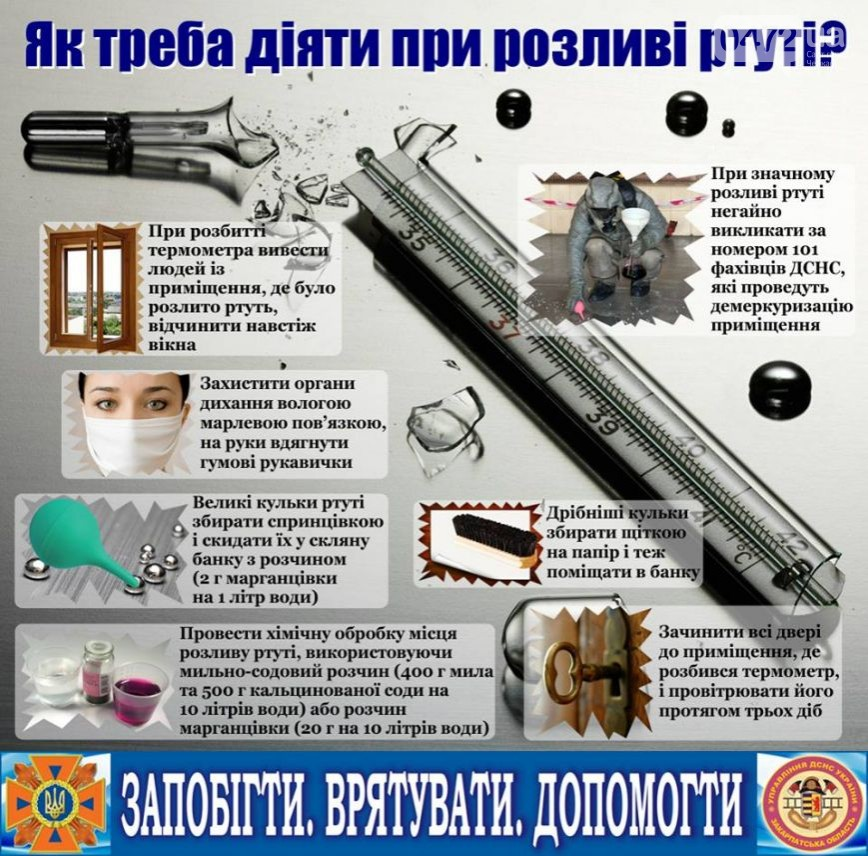 Як треба діяти при розливі ртуті?
При розбитті
термометра вивести
людей із
приміщення, де було
розлито ртуть,
відчинити навстіж
вікна
При значному
розливі ртуті
негайно
викликати за
номером 101
фахівців ДСНС,
які проведуть
демеркуризацію
приміщення
Захистити органи
дихання вологою
марлевою пов’язкою,
на руки вдягнути
гумові рукавички
Великі кульки ртуті
збирати спринцівкою
і скидати їх у скляну
банку з розчином
(2 г марганцівки
на 1 літр води)
Дрібніші кульки
збирати щіткою
на папір і теж
поміщати в банку
Провести хімічну обробку місця
розливу ртуті, використовуючи
мильно-содовий розчин (400 г мила
та 500 г кальцинованої соди на
10 літрів води) або розчин
марганцівки (20 г на 10 літрів води)
Зачинити всі двері
до приміщення, де
розбився термометр,
і провітрювати його
протягом трьох діб
35
36
37
38
39
40
42
°C
ЗАПОБІГТИ. ВРЯТУВАТИ. ДОПОМОГТИ
УПРАВЛІННЯ ДСНС УКРАЇНИ
ЗАКАРПАТСЬКА ОБЛАСТЬ